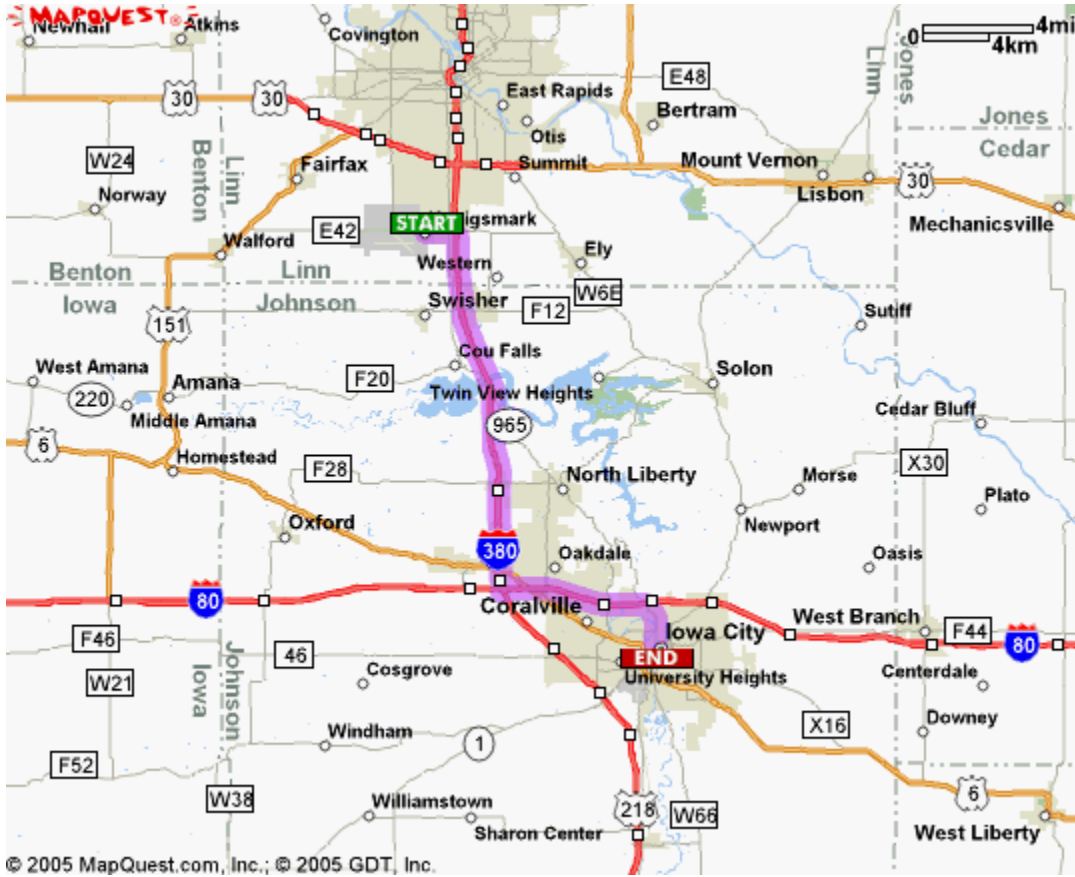 MAPQUEST
Newhall
Atkins
Covington
0
4mi
4km
Linn
Jones
E48
30
30
East Rapids
Bertram
Otis
Jones
Cedar
W24
Benton
Linn
Fairfax
Summit
Mount Vernon
Lisbon
30
Norway
START
igsmark
Mechanicsville
E42
Walford
Western
Ely
Benton
Linn
Iowa
Johnson
W6E
Swisher
F12
Sutiff
151
Cou Falls
West Amana
Amana
F20
Solon
220
Twin View Heights
Middle Amana
965
Cedar Bluff
6
Homestead
F28
North Liberty
X30
Morse
Plato
Oxford
Newport
380
Oakdale
Oasis
80
Coralville
West Branch
F46
Iowa City
F44
80
46
END
Cosgrove
University Heights
Centerdale
W21
Iowa
Johnson
Downey
X16
Windham
1
F52
W38
6
Williamstown
218
W66
Sharon Center
West Liberty
© 2005 MapQuest.com, Inc.; © 2005 GDT, Inc.